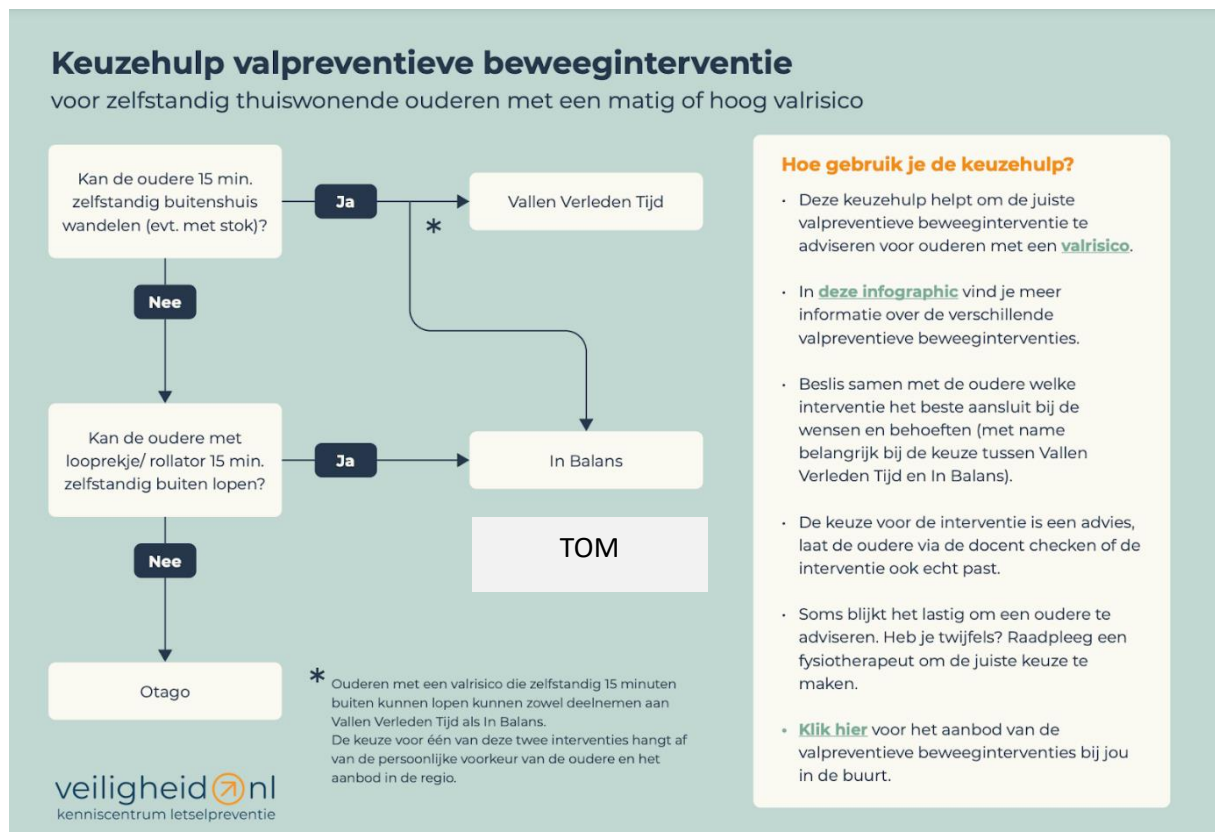 Keuzehulp valpreventieve beweeginterventie
voor zelfstandig thuiswonende ouderen met een matig of hoog valrisico
Kan de oudere 15 min.
zelfstandig buitenshuis
wandelen (evt. met stok)?
Ja
*
Vallen Verleden Tijd
Nee
Kan de oudere met
looprekje/ rollator 15 min.
zelfstandig buiten lopen?
Ja
In Balans
TOM
Nee
Otago
* Ouderen met een valrisico die zelfstandig 15 minuten
buiten kunnen lopen kunnen zowel deelnemen aan
Vallen Verleden Tijd als In Balans.
De keuze voor één van deze twee interventies hangt af
van de persoonlijke voorkeur van de oudere en het
aanbod in de regio.
veiligheid nl
kenniscentrum letselpreventie
Hoe gebruik je de keuzehulp?
• Deze keuzehulp helpt om de juiste
valpreventieve beweeginterventie te
adviseren voor ouderen met een valrisico.
• In deze infographic vind je meer
informatie over de verschillende
valpreventieve beweeginterventies.
• Beslis samen met de oudere welke
interventie het beste aansluit bij de
wensen en behoeften (met name
belangrijk bij de keuze tussen Vallen
Verleden Tijd en In Balans).
• De keuze voor de interventie is een advies,
laat de oudere via de docent checken of de
interventie ook echt past.
• Soms blijkt het lastig om een oudere te
adviseren. Heb je twijfels? Raadpleeg een
fysiotherapeut om de juiste keuze te
maken.
• Klik hier voor het aanbod van de
valpreventieve beweeginterventies bij jou
in de buurt.